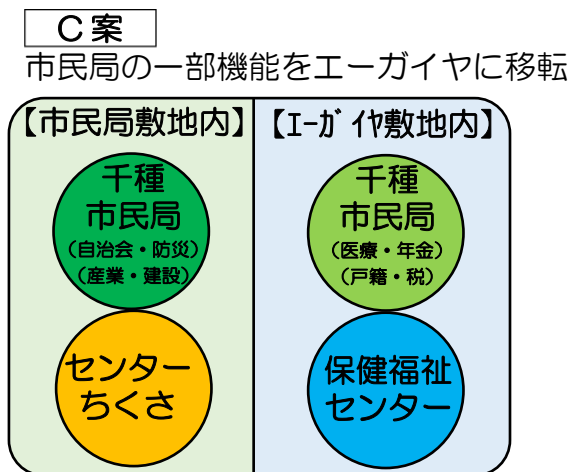 C案
市民局の一部機能をエーガイヤに移転
【市民局敷地内】
千種
市民局
(自治会・防災)
(産業・建設)
センター
ちくさ
【エーガイヤ敷地内】
千種
市民局
(医療・年金)
(戸籍・税)
保健福祉
センター